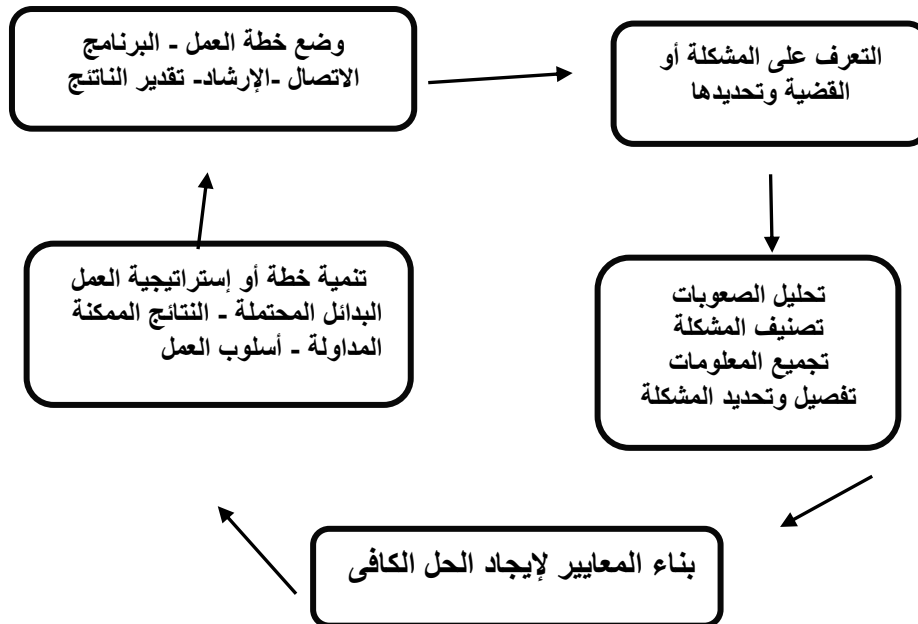 التعرف على المشكلة أو
القضية وتحديدها
تحليل الصعوبات
تصنيف المشكلة
تجميع المعلومات
تفصيل وتحديد المشكلة
بناء المعايير لإيجاد الحل الكافى
تنمية خطة أو إستراتيجية العمل
البدائل المحتملة - النتائج الممكنة
المداولة - أسلوب العمل
وضع خطة العمل - البرنامج
الاتصال -الإرشاد- تقدير الناتنج